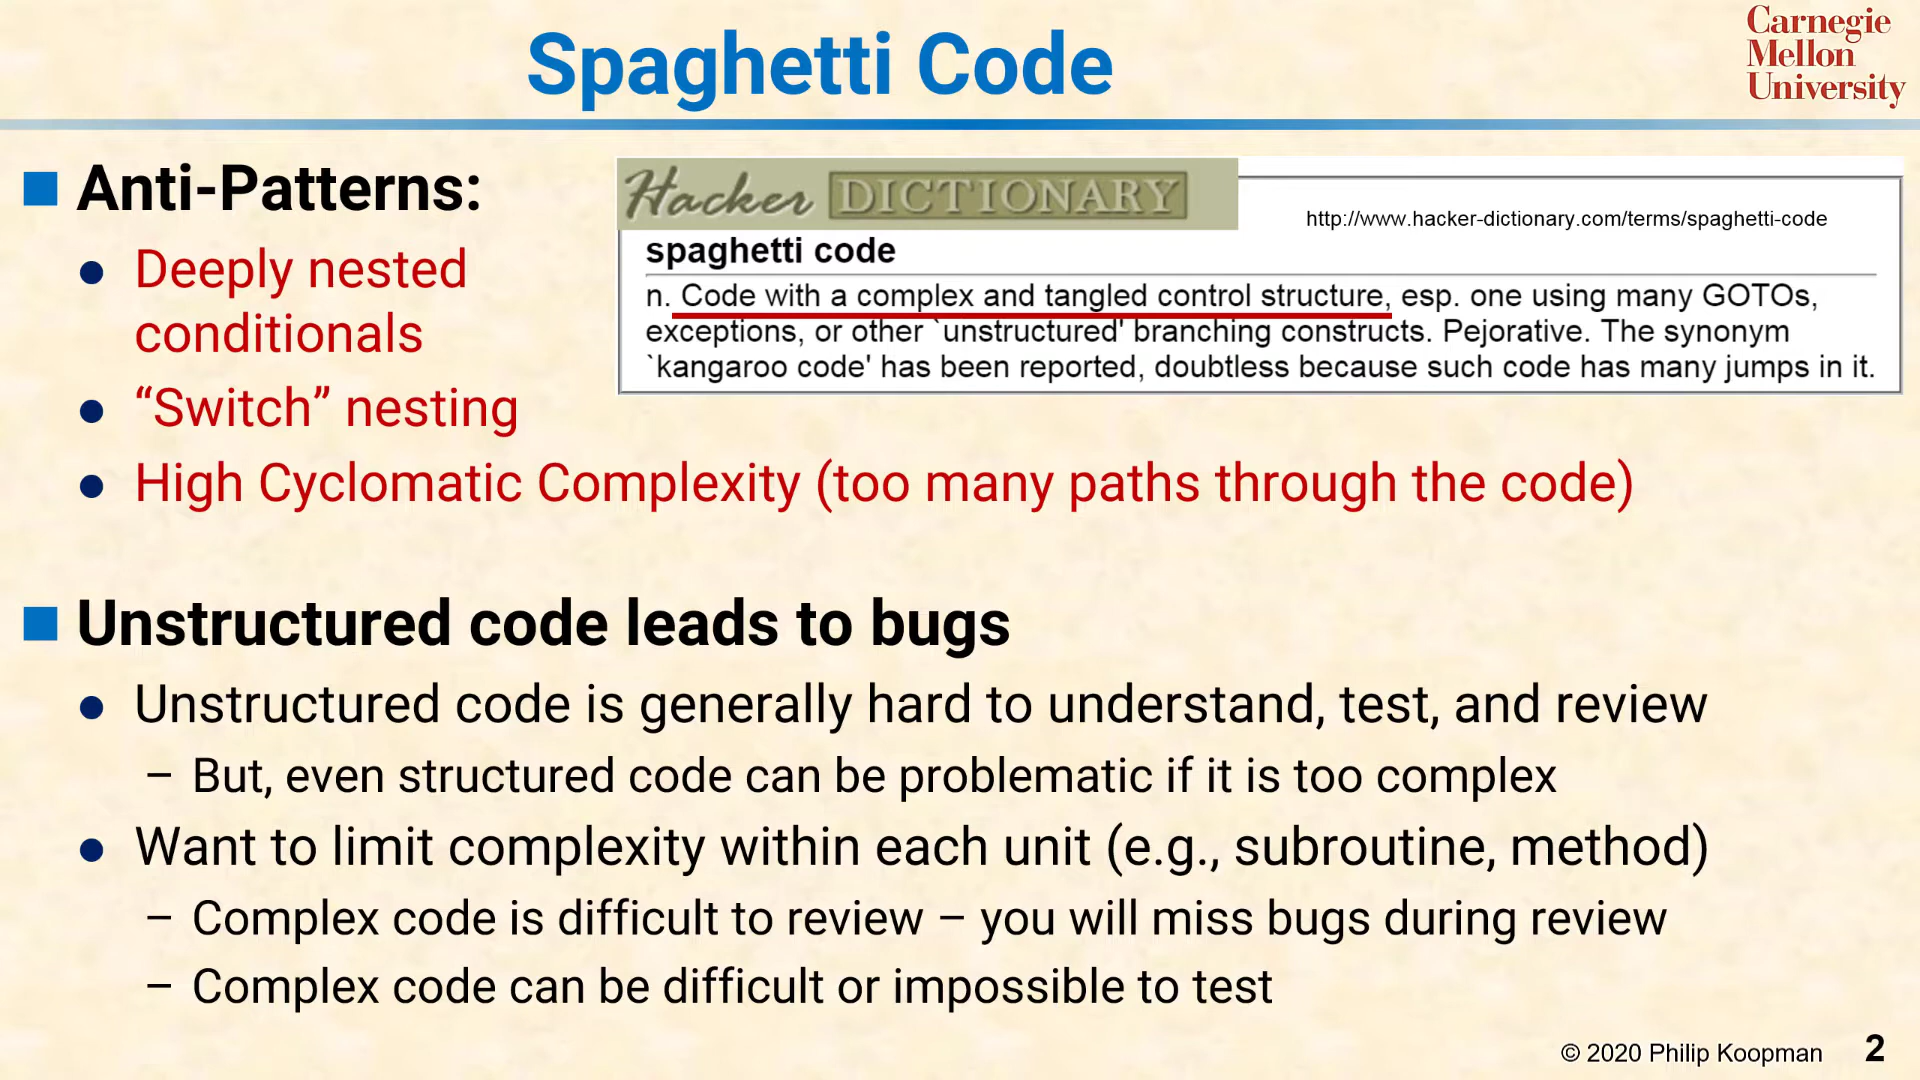 Spaghetti Code
Carnegie
Mellon
University
Anti-Patterns:
Deeply nested
conditionals
“Switch” nesting
High Cyclomatic Complexity (too many paths through the code)
Hacker DICTIONARY
http://www.hacker-dictionary.com/terms/spaghetti-code
spaghetti code
n. Code with a complex and tangled control structure, esp. one using many GOTOs,
exceptions, or other `unstructured' branching constructs. Pejorative. The synonym
`kangaroo code' has been reported, doubtless because such code has many jumps in it.
Unstructured code leads to bugs
Unstructured code is generally hard to understand, test, and review
– But, even structured code can be problematic if it is too complex
Want to limit complexity within each unit (e.g., subroutine, method)
– Complex code is difficult to review – you will miss bugs during review
– Complex code can be difficult or impossible to test
© 2020 Philip Koopman 2